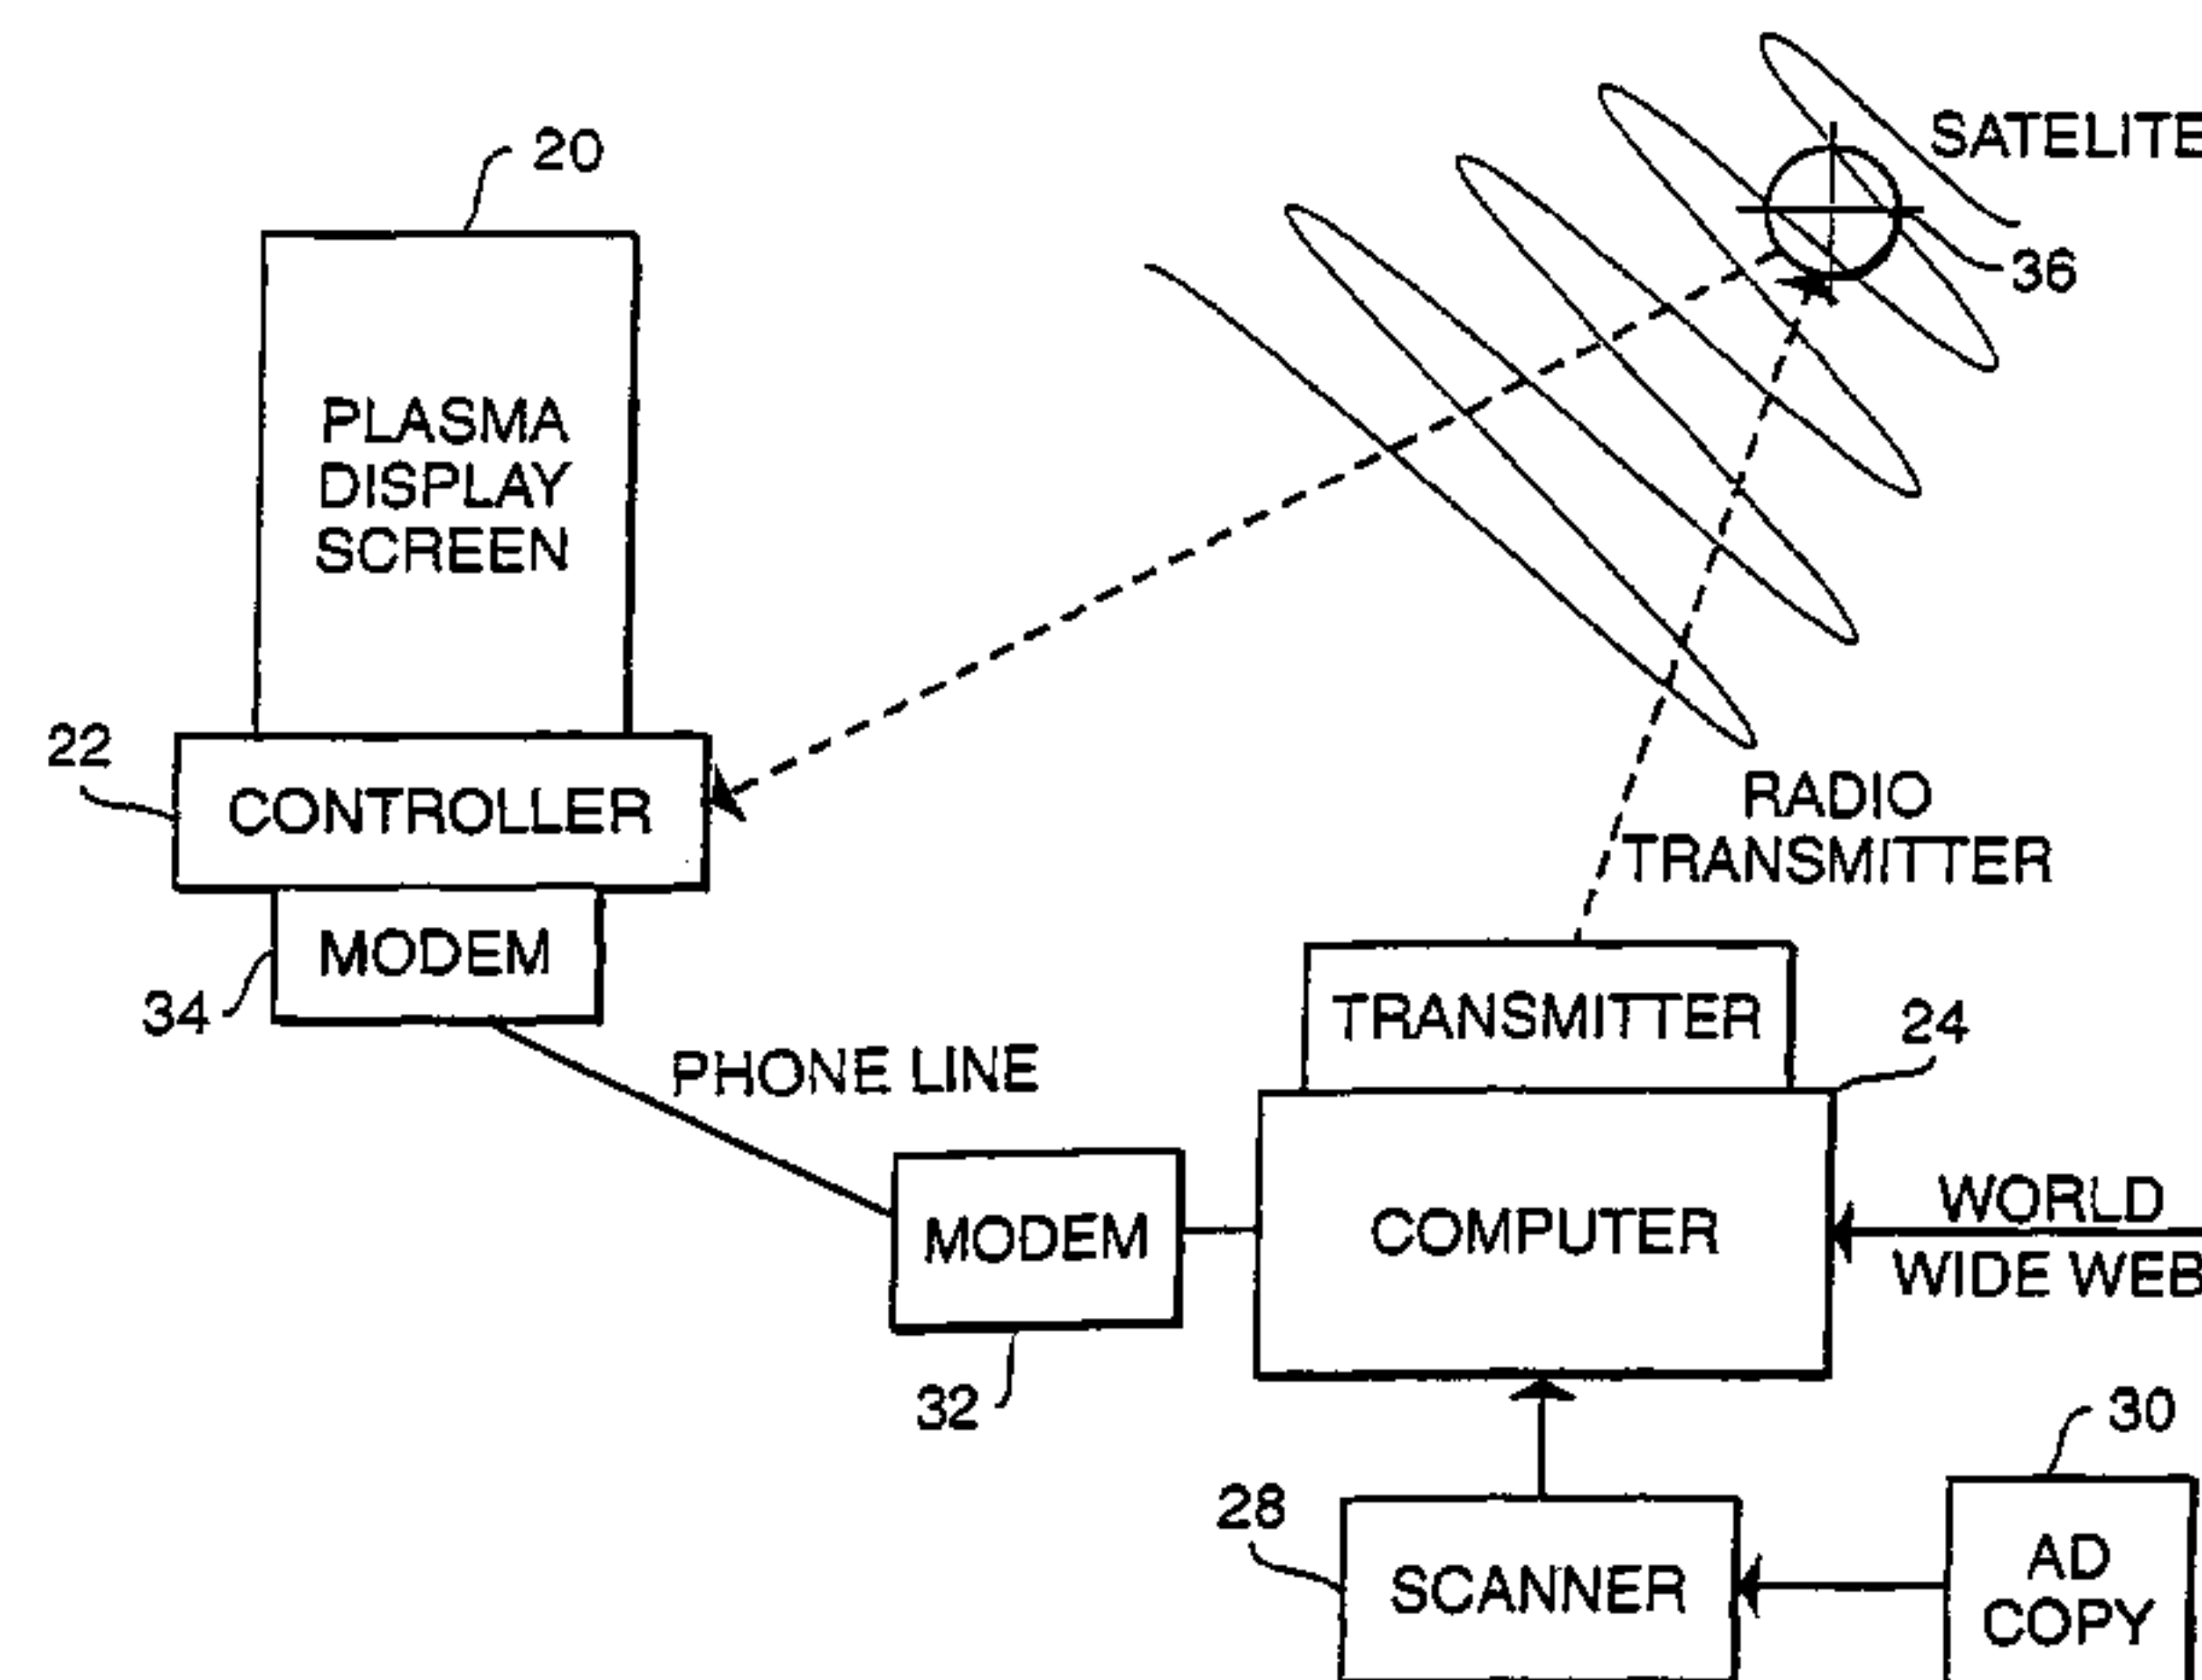 SATELITE
20
36
PLASMA
DISPLAY
SCREEN
22
CONTROLLER
RADIO
TRANSMITTER
MODEM
34
TRANSMITTER
24
PHONE LINE
MODEM
COMPUTER
WORLD
WIDE WEB
32
30
28
SCANNER
AD
COPY